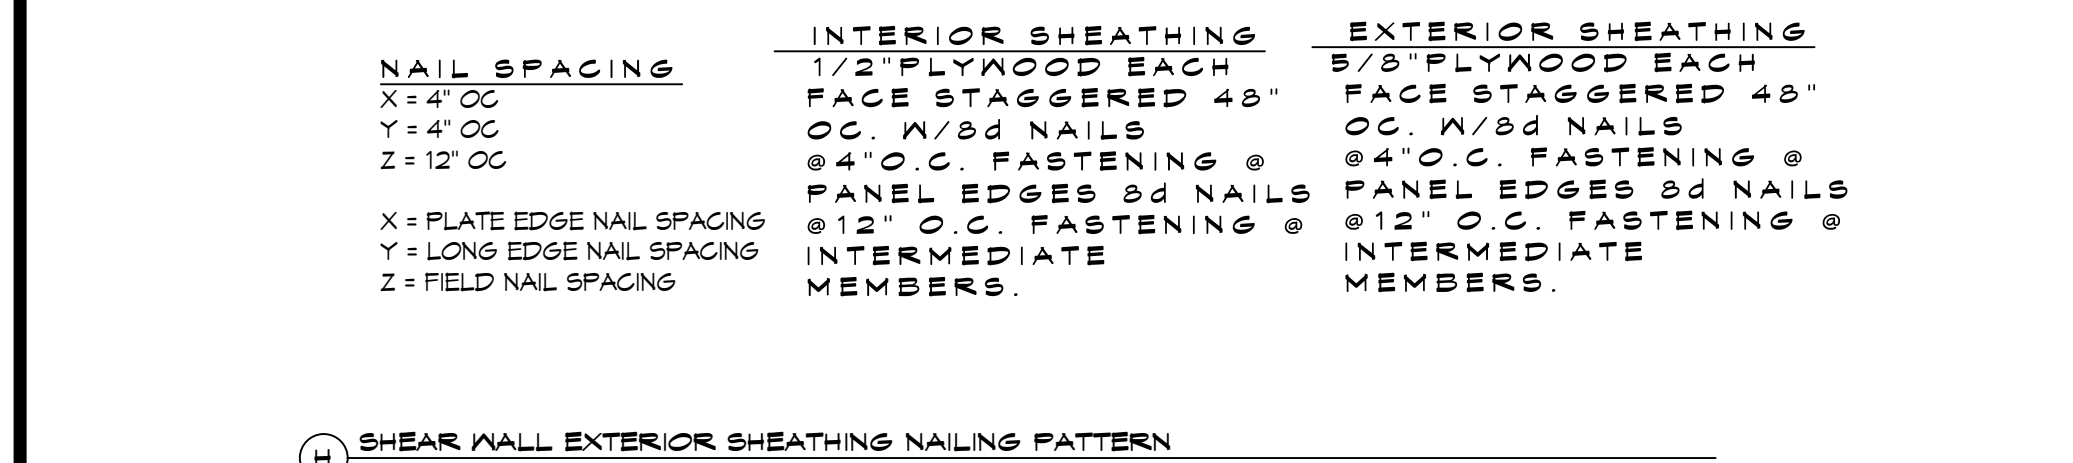 NAIL SPACING
X = 4" OC
Y = 4" OC
Z = 12" OC
X = PLATE EDGE NAIL SPACING
Y = LONG EDGE NAIL SPACING
Z = FIELD NAIL SPACING
INTERIOR SHEATHING
1/2"PLYWOOD EACH
FACE STAGGERED 48"
OC. W/8d NAILS
@4"O.C. FASTENING @
PANEL EDGES 8d NAILS
@12" O.C. FASTENING @
INTERMEDIATE
MEMBERS.
EXTERIOR SHEATHING
5/8"PLYWOOD EACH
FACE STAGGERED 48"
OC. W/8d NAILS
@4"O.C. FASTENING @
PANEL EDGES 8d NAILS
@12" O.C. FASTENING @
INTERMEDIATE
MEMBERS.
H
SHEAR WALL EXTERIOR SHEATHING NAILING PATTERN